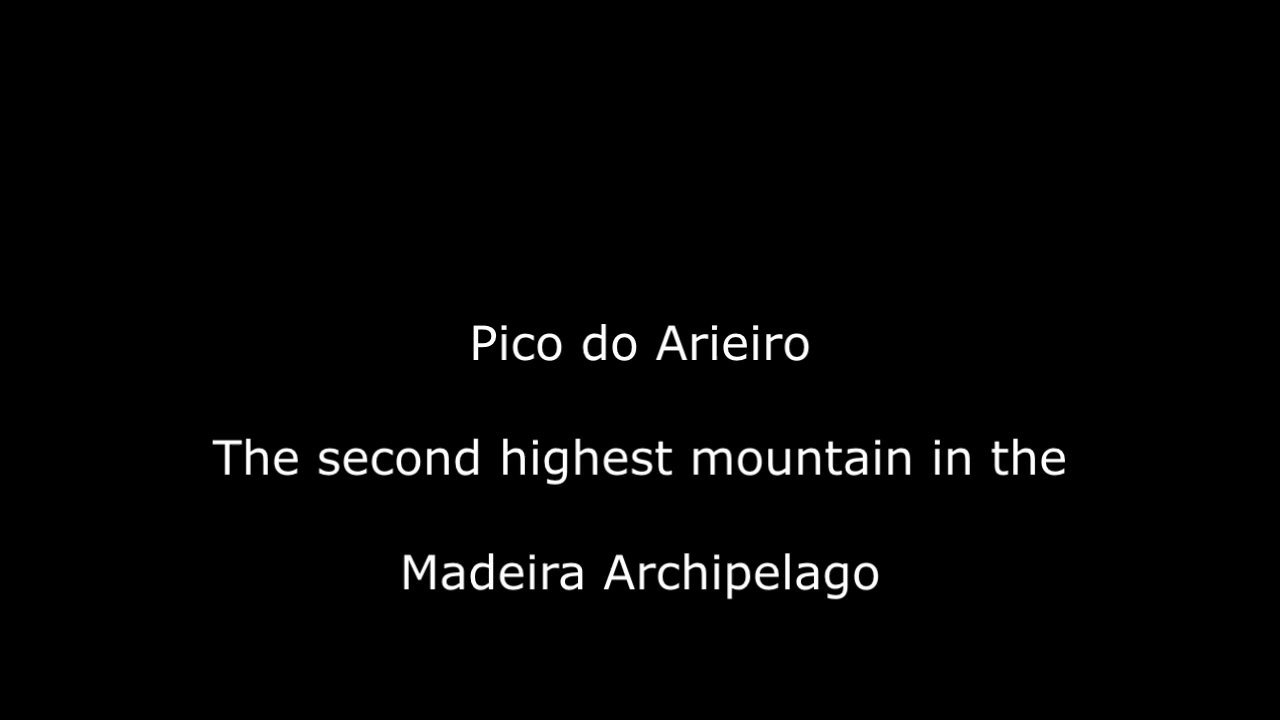 Pico do Arieiro
The second highest mountain in the
Madeira Archipelago